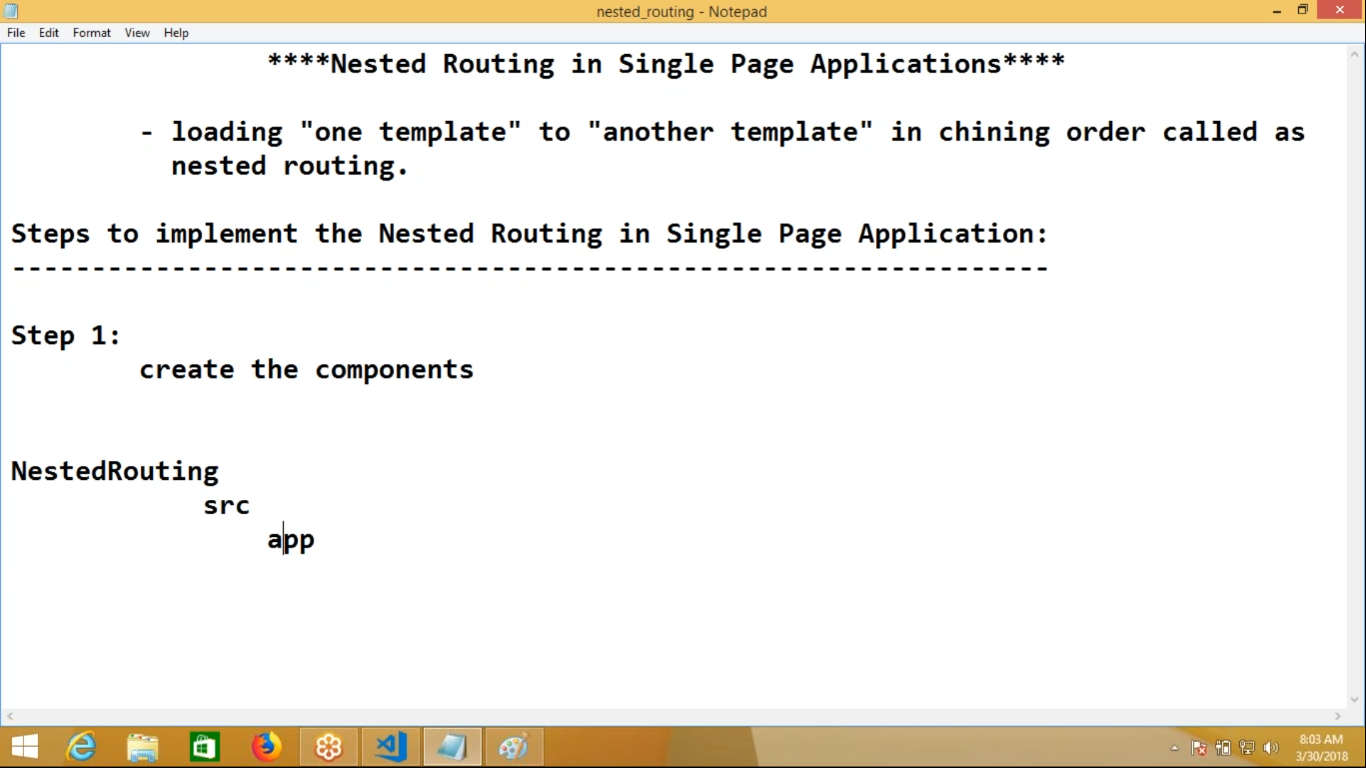 nested_routing - Notepad
File Edit Format View Help
****Nested Routing in Single Page Applications****
- loading "one template" to "another template" in chining order called as
nested routing.
Steps to implement the Nested Routing in Single Page Application:
-----------------------------------------------------------------
Step 1:
create the components
NestedRouting
src
app
8:03 AM
3/30/2018